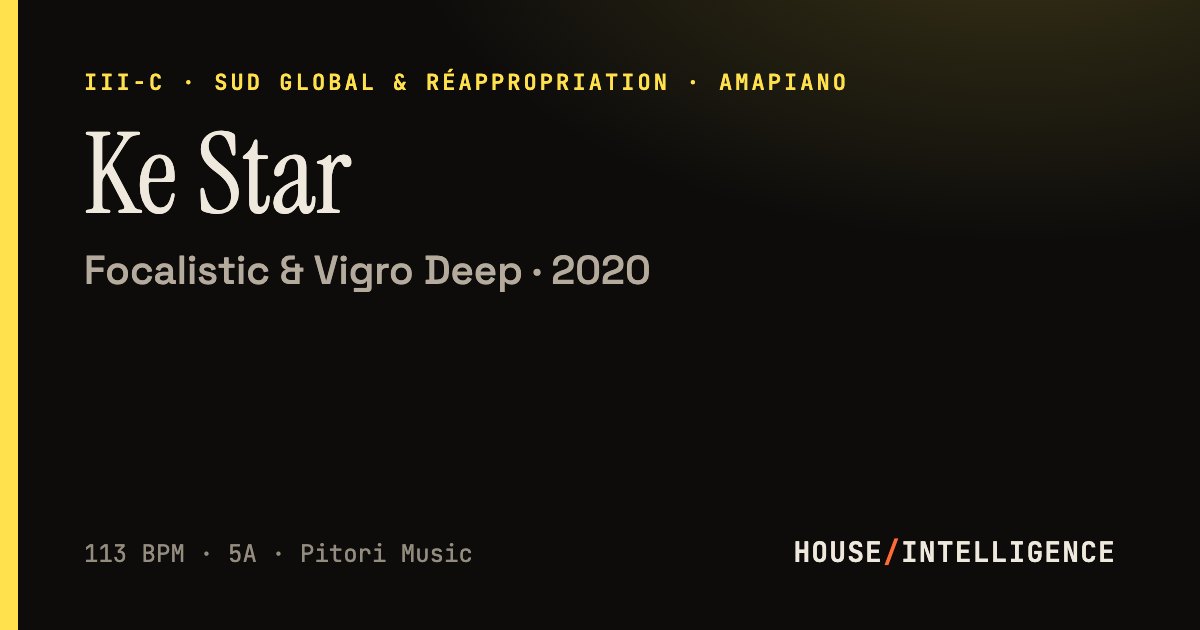 III-C · SUD GLOBAL & RÉAPPROPRIATION · AMAPIANO
Ke Star
Focalistic & Vigro Deep · 2020
113 BPM · 5A · Pitori Music
HOUSE/INTELLIGENCE